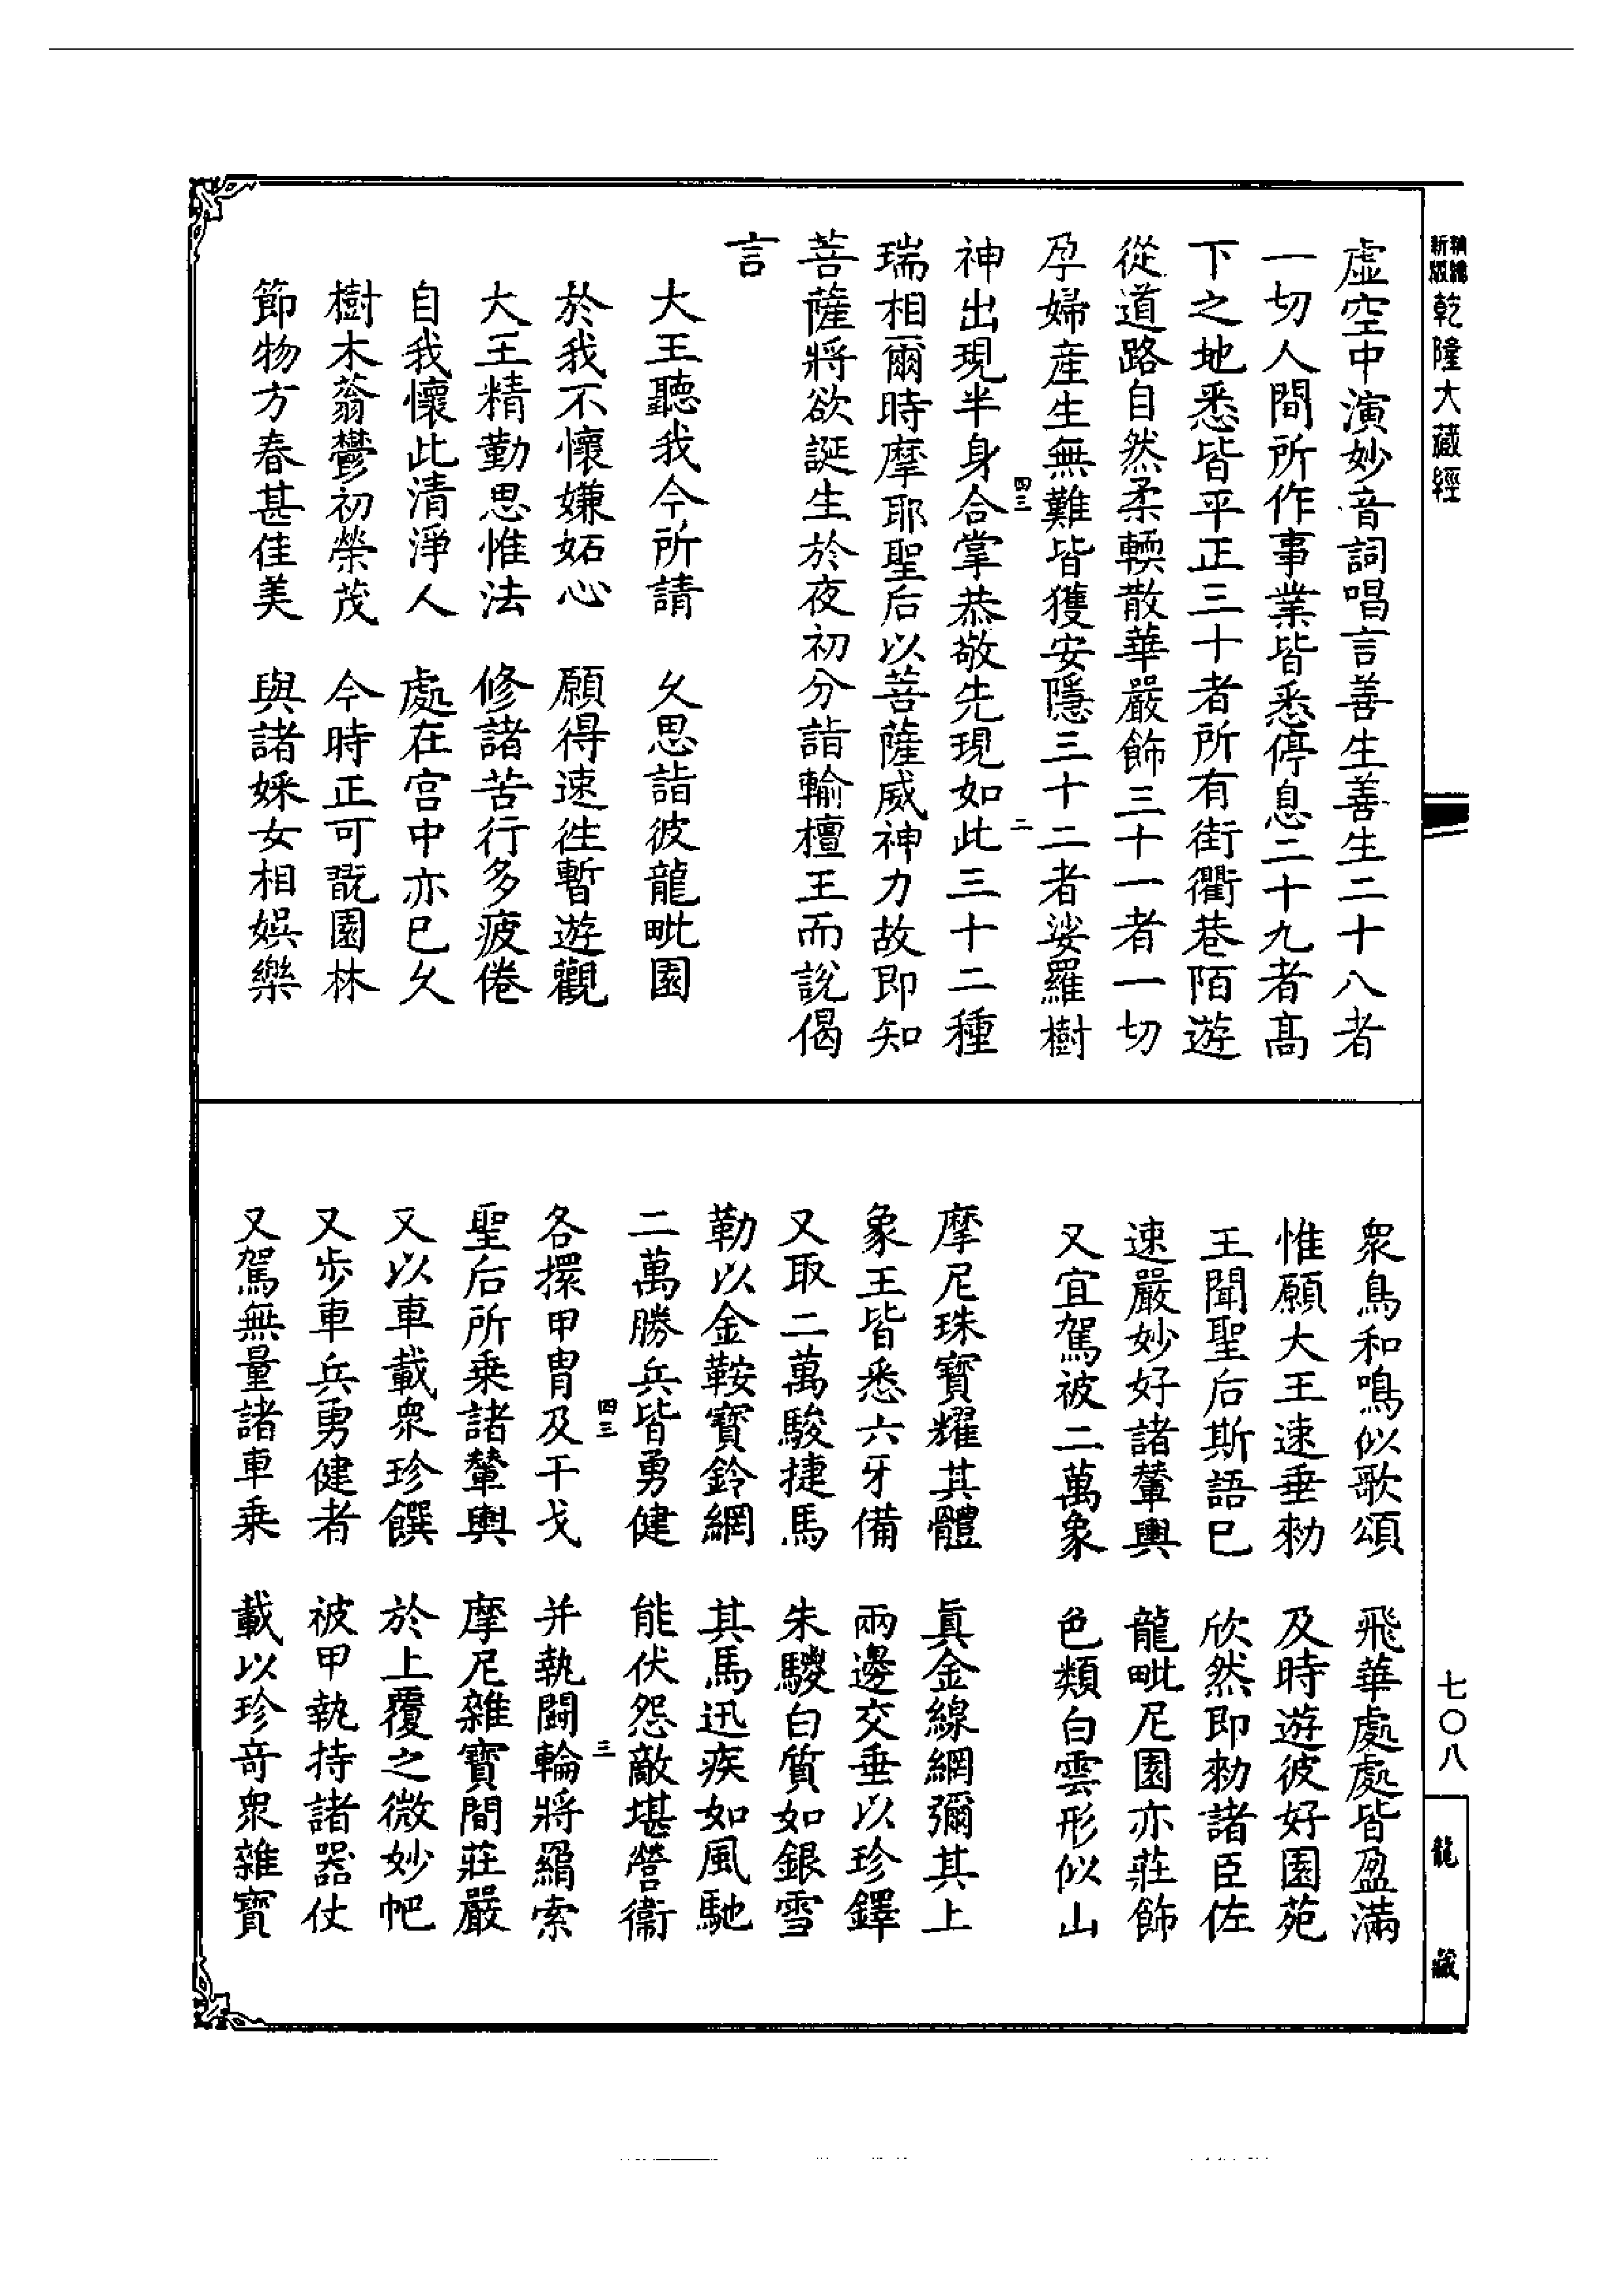 精縮新版乾隆大藏經
七〇八
龍藏
虛空中演妙音詞唱言善生善生二十八者
一切人間所作事業皆悉停息二十九者高
下之地悉皆平正三十者所有街衢巷陌遊
從道路自然柔輭散華嚴飾三十一者一切
孕婦產生無難皆獲安隱三十二者娑羅樹
四三 二
神出現半身合掌恭敬先現如此三十二種
瑞相爾時摩耶聖后以菩薩威神力故即知
菩薩將欲誕生於夜初分詣輸檀王而說偈
言
大王聽我今所請 久思詣彼龍毗園
於我不懷嫌妬心 願得速徃暫遊觀
大王精勤思惟法 修諸苦行多疲倦
自我懷此清淨人 處在宮中亦已久
樹木蓊鬱初榮茂 今時正可翫園林
節物方春甚佳美 與諸婇女相娛樂
眾鳥和鳴似歌頌 飛華處處皆盈滿
惟願大王速垂勑 及時遊彼好園苑
王聞聖后斯語已 欣然即勑諸臣佐
速嚴妙好諸輦輿 龍毗尼園亦莊飾
又宜駕被二萬象 色類白雲形似山
摩尼珠寶耀其體 真金線網彌其上
象王皆悉六牙備 兩邊交垂以珍鐸
又取二萬駿捷馬 朱騣白質如銀雪
勒以金鞍寶鈴網 其馬迅疾如風馳
二萬勝兵皆勇健 能伏怨敵堪營衞
四三 三
各擐甲冑及干戈 并執鬪輪將羂索
聖后所乗諸輦輿 摩尼雜寶間莊嚴
又以車載眾珍饌 於上覆之微妙帊
又步車兵勇健者 被甲執持諸器仗
又駕無量諸車乗 載以珍竒眾雜寶